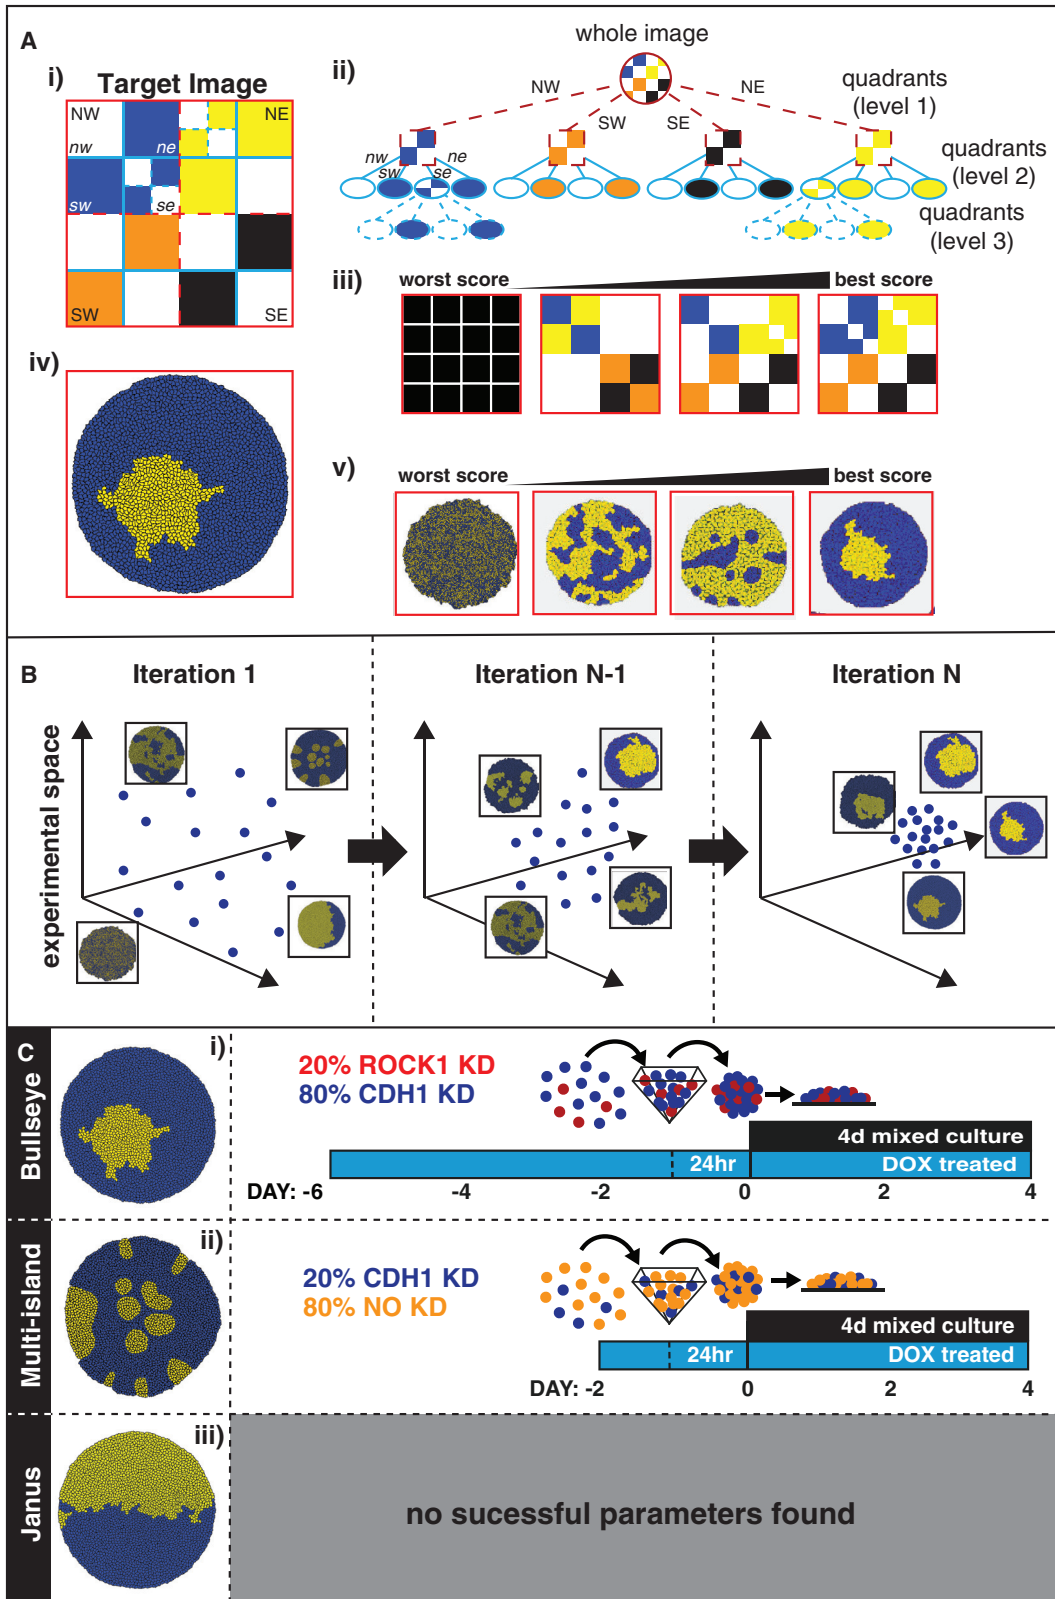 A
i)
Target Image
NW
NE
nw
ne
sw
se
SW
SE
ii)
whole image
NW
NE
SW
SE
quadrants
(level 1)
nw
ne
sw
se
quadrants
(level 2)
quadrants
(level 3)
iii)
worst score
best score
iv)
v)
worst score
best score
B
Iteration 1
Iteration N-1
Iteration N
experimental space
C
Bullseye
i)
20% ROCK1 KD
80% CDH1 KD
4d mixed culture
24hr
DOX treated
DAY: -6
-4
-2
0
2
4
Multi-island
ii)
20% CDH1 KD
80% NO KD
4d mixed culture
24hr
DOX treated
DAY: -2
0
2
4
Janus
iii)
no sucessful parameters found